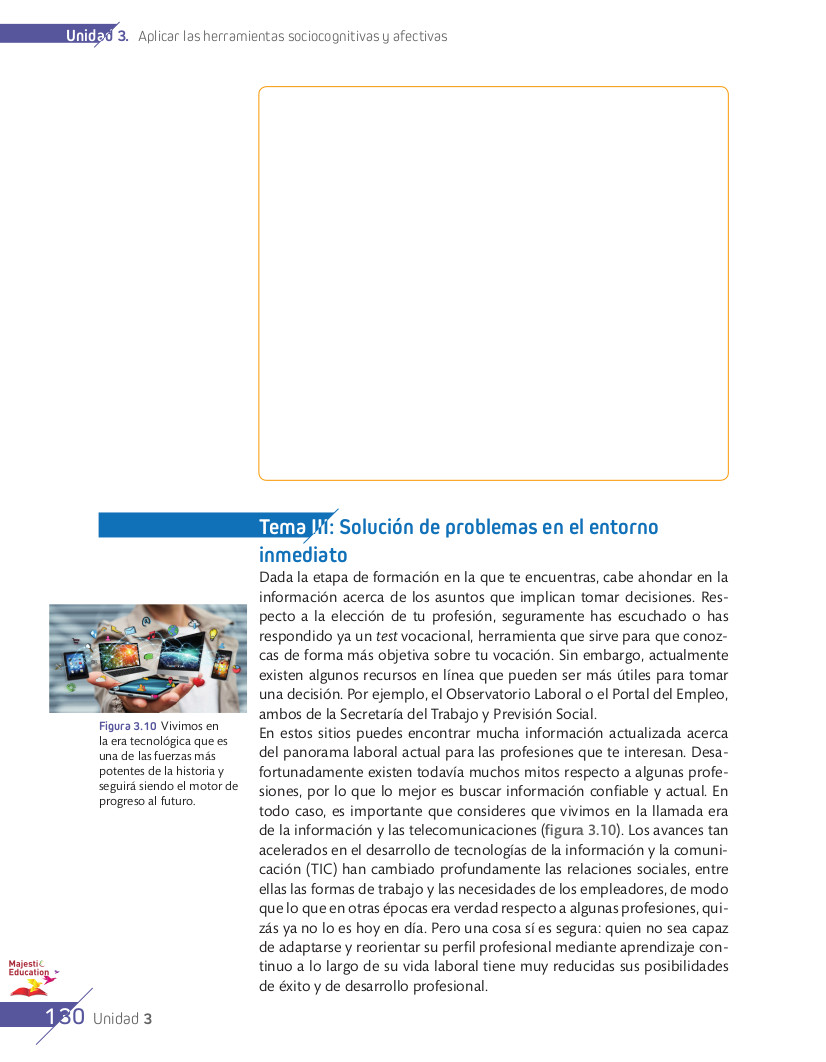 Unidad 3. Aplicar las herramientas sociocognitivas y afectivas
Tema III: Solución de problemas en el entorno
inmediato
Dada la etapa de formación en la que te encuentras, cabe ahondar en la
información acerca de los asuntos que implican tomar decisiones. Res-
pecto a la elección de tu profesión, seguramente has escuchado o has
respondido ya un test vocacional, herramienta que sirve para que conoz-
cas de forma más objetiva sobre tu vocación. Sin embargo, actualmente
existen algunos recursos en línea que pueden ser más útiles para tomar
una decisión. Por ejemplo, el Observatorio Laboral o el Portal del Empleo,
ambos de la Secretaría del Trabajo y Previsión Social.
En estos sitios puedes encontrar mucha información actualizada acerca
del panorama laboral actual para las profesiones que te interesan. Desa-
fortunadamente existen todavía muchos mitos respecto a algunas profe-
siones, por lo que lo mejor es buscar información confiable y actual. En
todo caso, es importante que consideres que vivimos en la llamada era
de la información y las telecomunicaciones (figura 3.10). Los avances tan
acelerados en el desarrollo de tecnologías de la información y la comuni-
cación (TIC) han cambiado profundamente las relaciones sociales, entre
ellas las formas de trabajo y las necesidades de los empleadores, de modo
que lo que en otras épocas era verdad respecto a algunas profesiones, qui-
zás ya no lo es hoy en día. Pero una cosa sí es segura: quien no sea capaz
de adaptarse y reorientar su perfil profesional mediante aprendizaje con-
tinuo a lo largo de su vida laboral tiene muy reducidas sus posibilidades
de éxito y de desarrollo profesional.
Figura 3.10 Vivimos en
la era tecnológica que es
una de las fuerzas más
potentes de la historia y
seguirá siendo el motor de
progreso al futuro.
Majestic
Education
130 Unidad 3